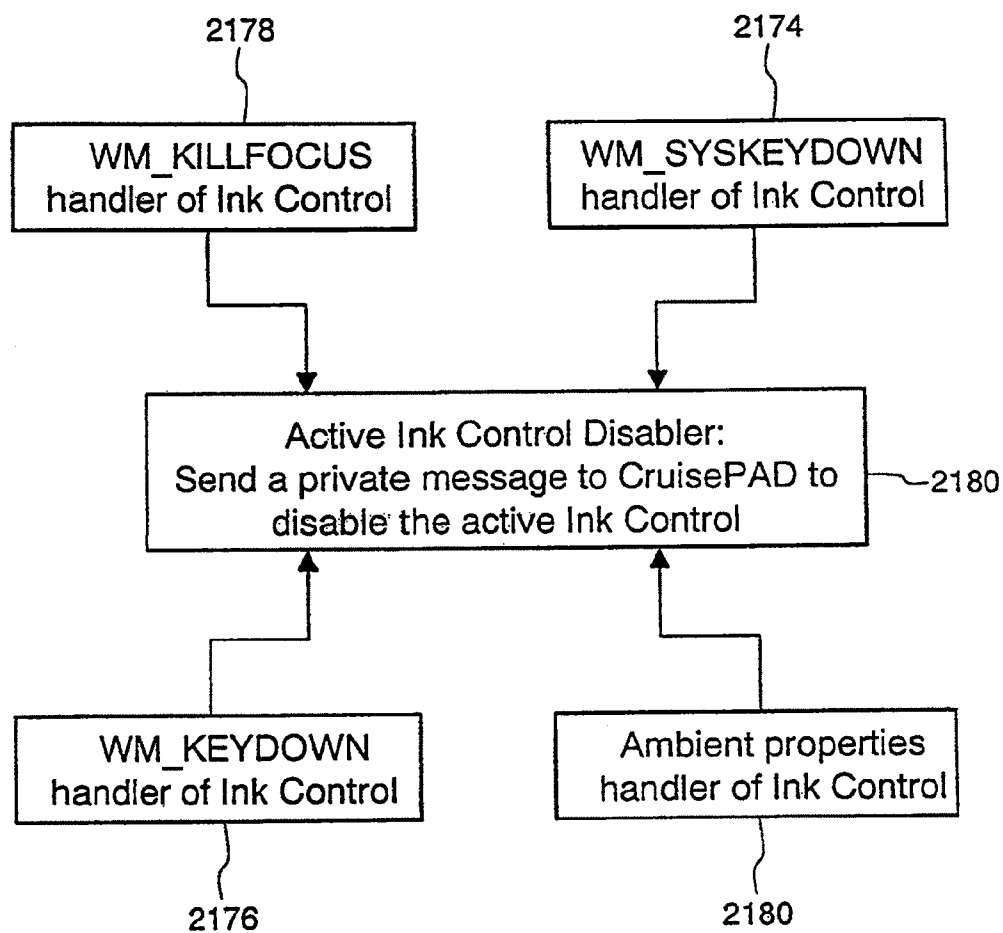 2178
2174
WM_KILLFOCUS
handler of Ink Control
WM_SYSKEYDOWN
handler of Ink Control
Active Ink Control Disabler:
Send a private message to CruisePAD to
disable the active Ink Control
2180
WM_KEYDOWN
handler of Ink Control
Ambient properties
handler of Ink Control
2176
2180